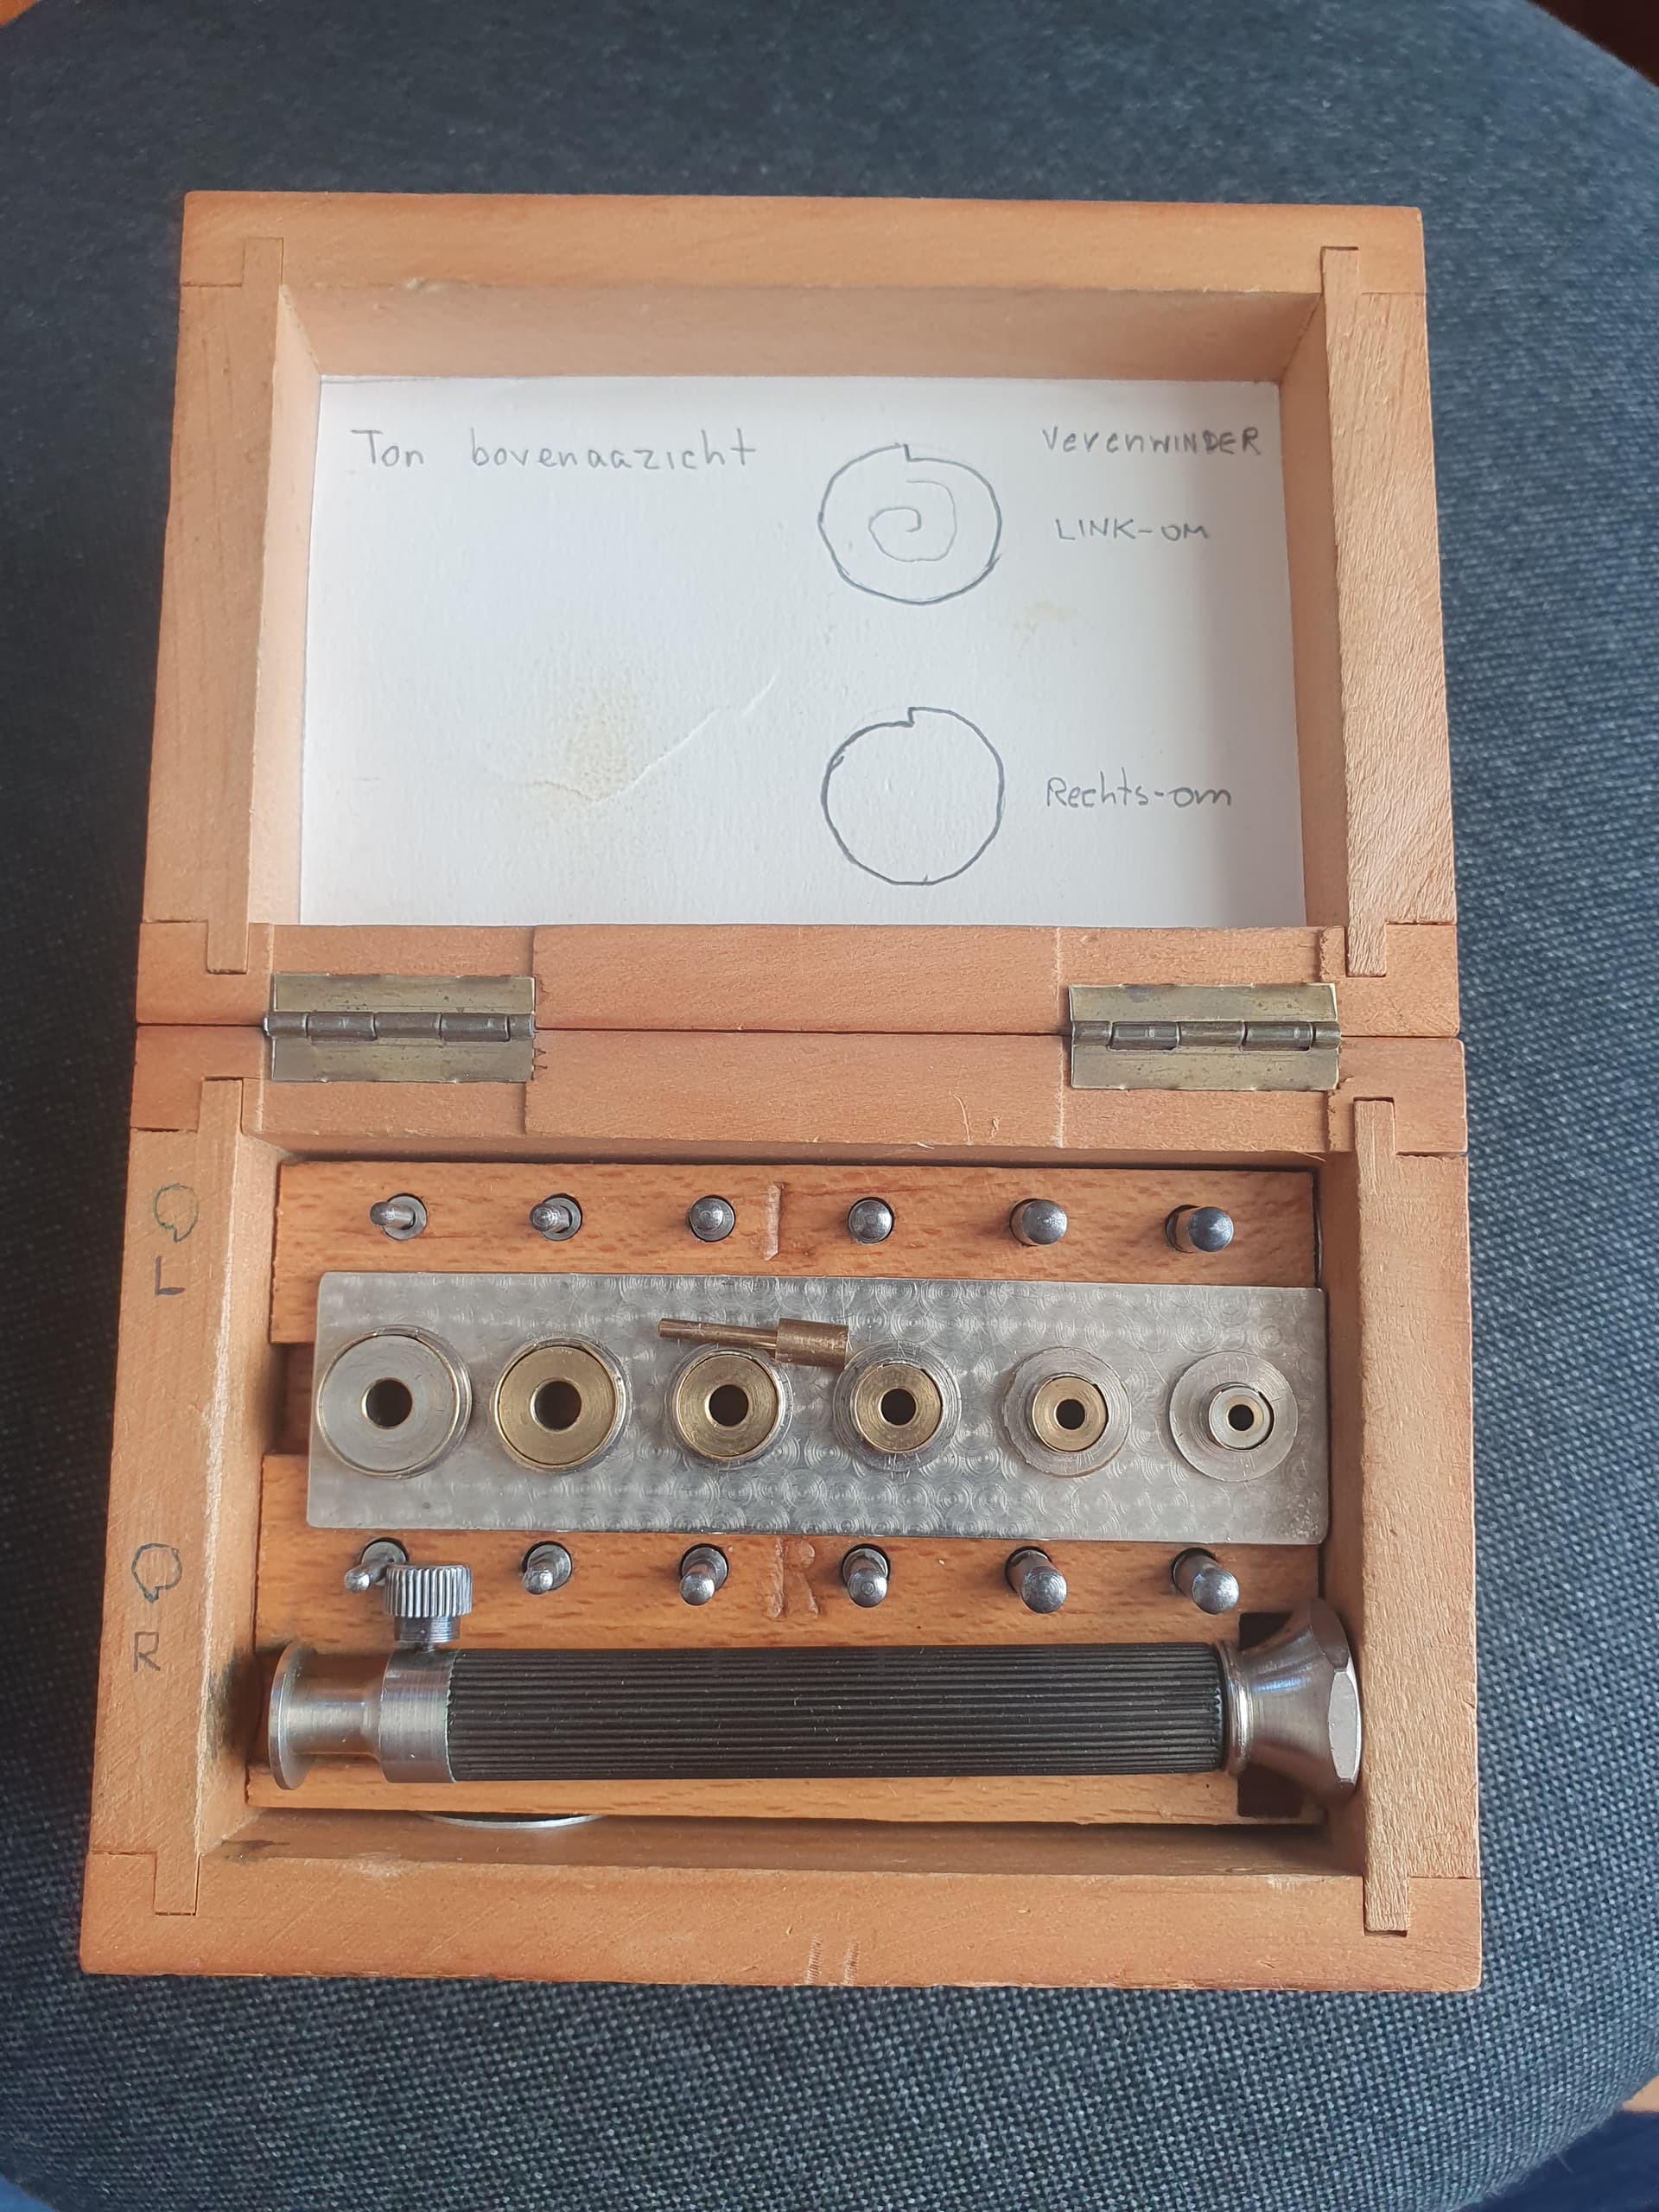 Ton bovenaazicht
VerenWINDER
LINK-OM
Rechts-om
L
L
R
R